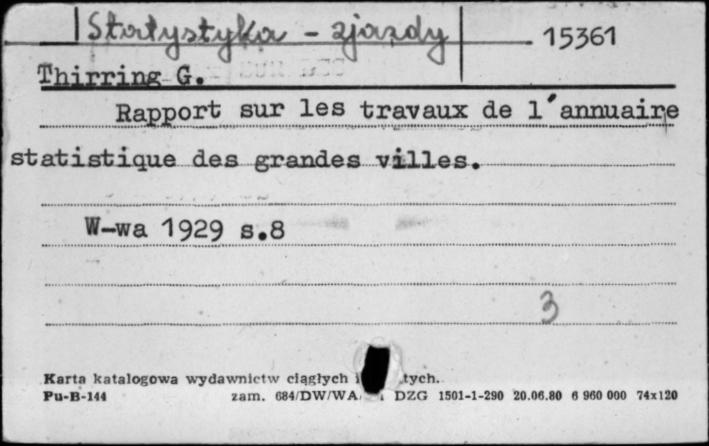 Statystyka - zjazdy 15361
Thirring G.
Rapport sur les travaux de l'annuaire
statistique des grandes villes.
W-wa 1929 s.8
3
Karta katalogowa wydawnictw ciągłych i tych.
Pu-B-144 zam. 684/DW/WA DZG 1501-1-290 20.06.80 6 960 000 74x120